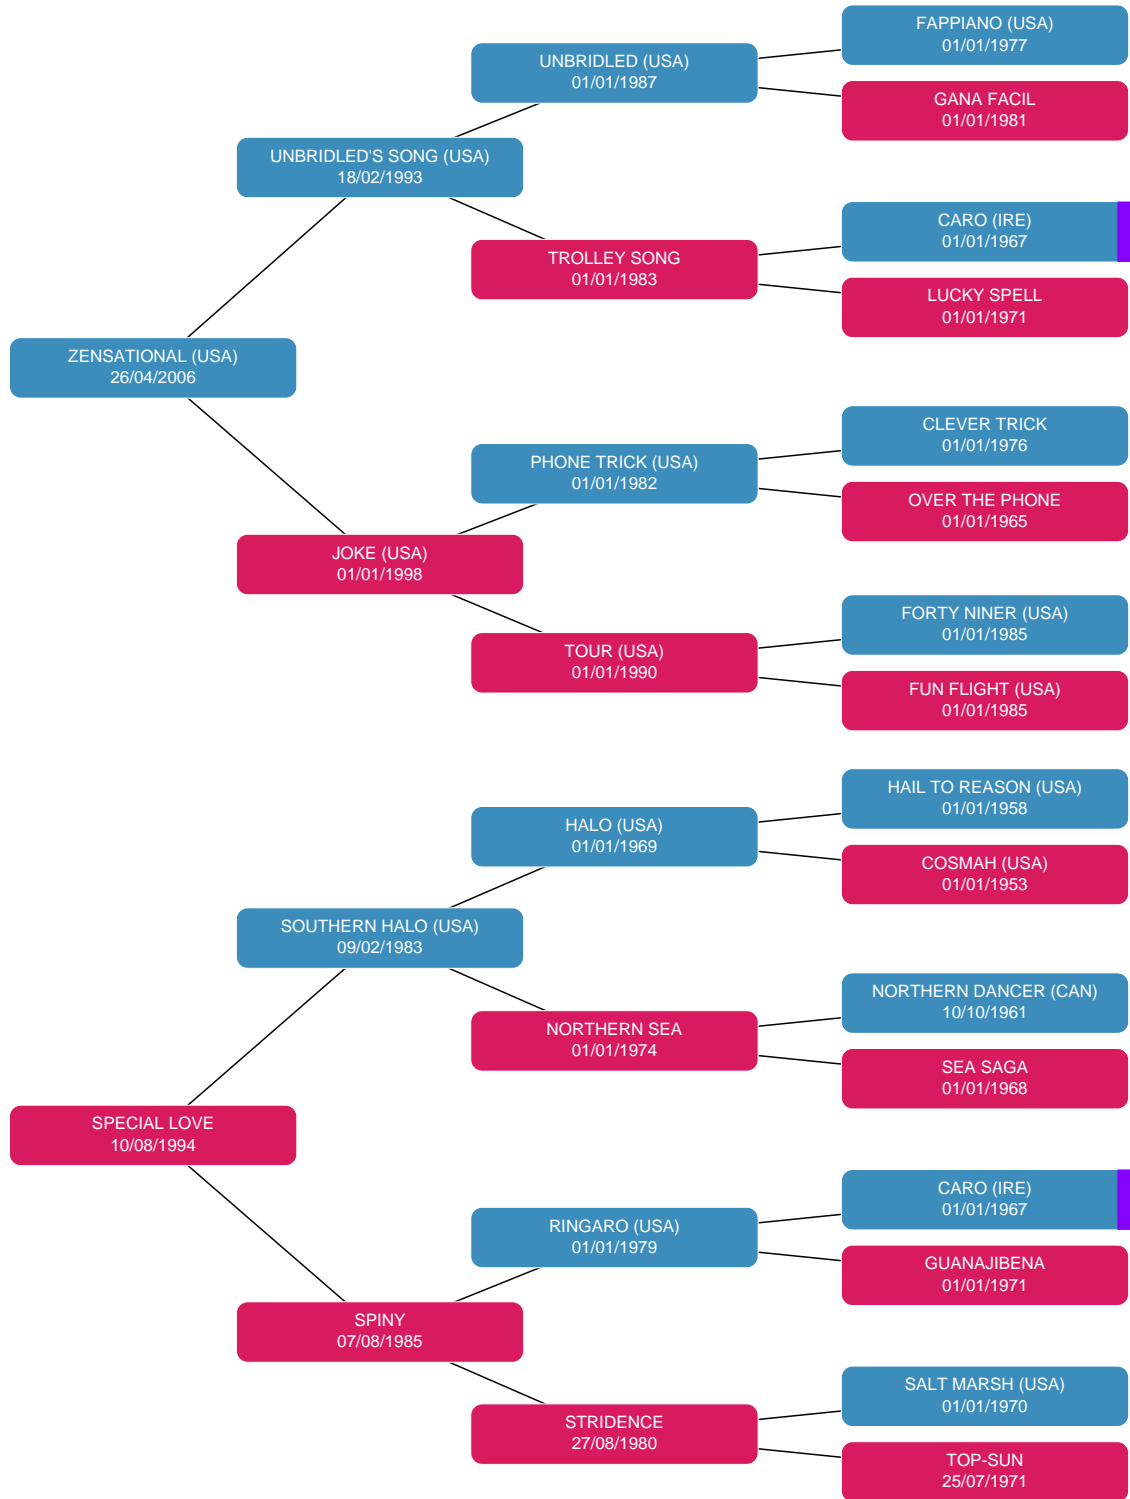 FAPPIANO (USA)
01/01/1977
UNBRIDLED (USA)
01/01/1987
GANA FACIL
01/01/1981
UNBRIDLED'S SONG (USA)
18/02/1993
CARO (IRE)
01/01/1967
TROLLEY SONG
01/01/1983
LUCKY SPELL
01/01/1971
ZENSATIONAL (USA)
26/04/2006
CLEVER TRICK
01/01/1976
PHONE TRICK (USA)
01/01/1982
OVER THE PHONE
01/01/1965
JOKE (USA)
01/01/1998
FORTY NINER (USA)
01/01/1985
TOUR (USA)
01/01/1990
FUN FLIGHT (USA)
01/01/1985
HAIL TO REASON (USA)
01/01/1958
HALO (USA)
01/01/1969
COSMAH (USA)
01/01/1953
SOUTHERN HALO (USA)
09/02/1983
NORTHERN DANCER (CAN)
10/10/1961
NORTHERN SEA
01/01/1974
SEA SAGA
01/01/1968
SPECIAL LOVE
10/08/1994
CARO (IRE)
01/01/1967
RINGARO (USA)
01/01/1979
GUANAJIBENA
01/01/1971
SPINY
07/08/1985
SALT MARSH (USA)
01/01/1970
STRIDENCE
27/08/1980
TOP-SUN
25/07/1971